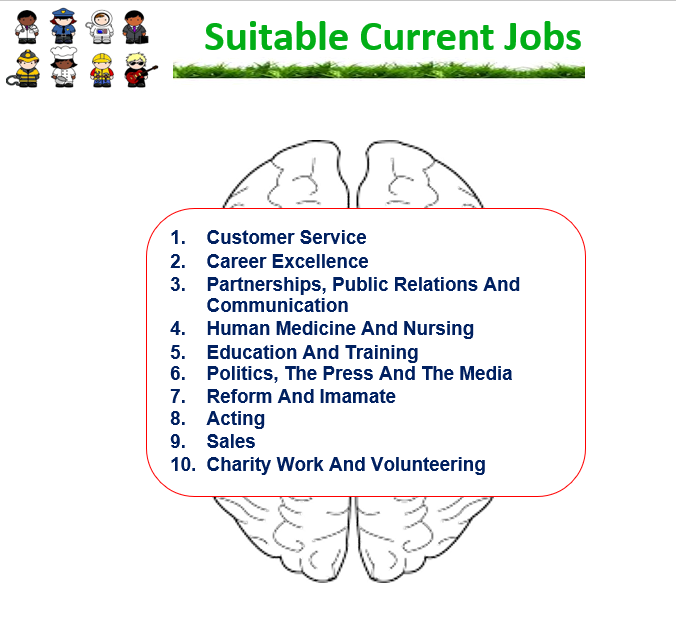 Suitable Current Jobs
1. Customer Service
2. Career Excellence
3. Partnerships, Public Relations And
Communication
4. Human Medicine And Nursing
5. Education And Training
6. Politics, The Press And The Media
7. Reform And Imamate
8. Acting
9. Sales
10. Charity Work And Volunteering